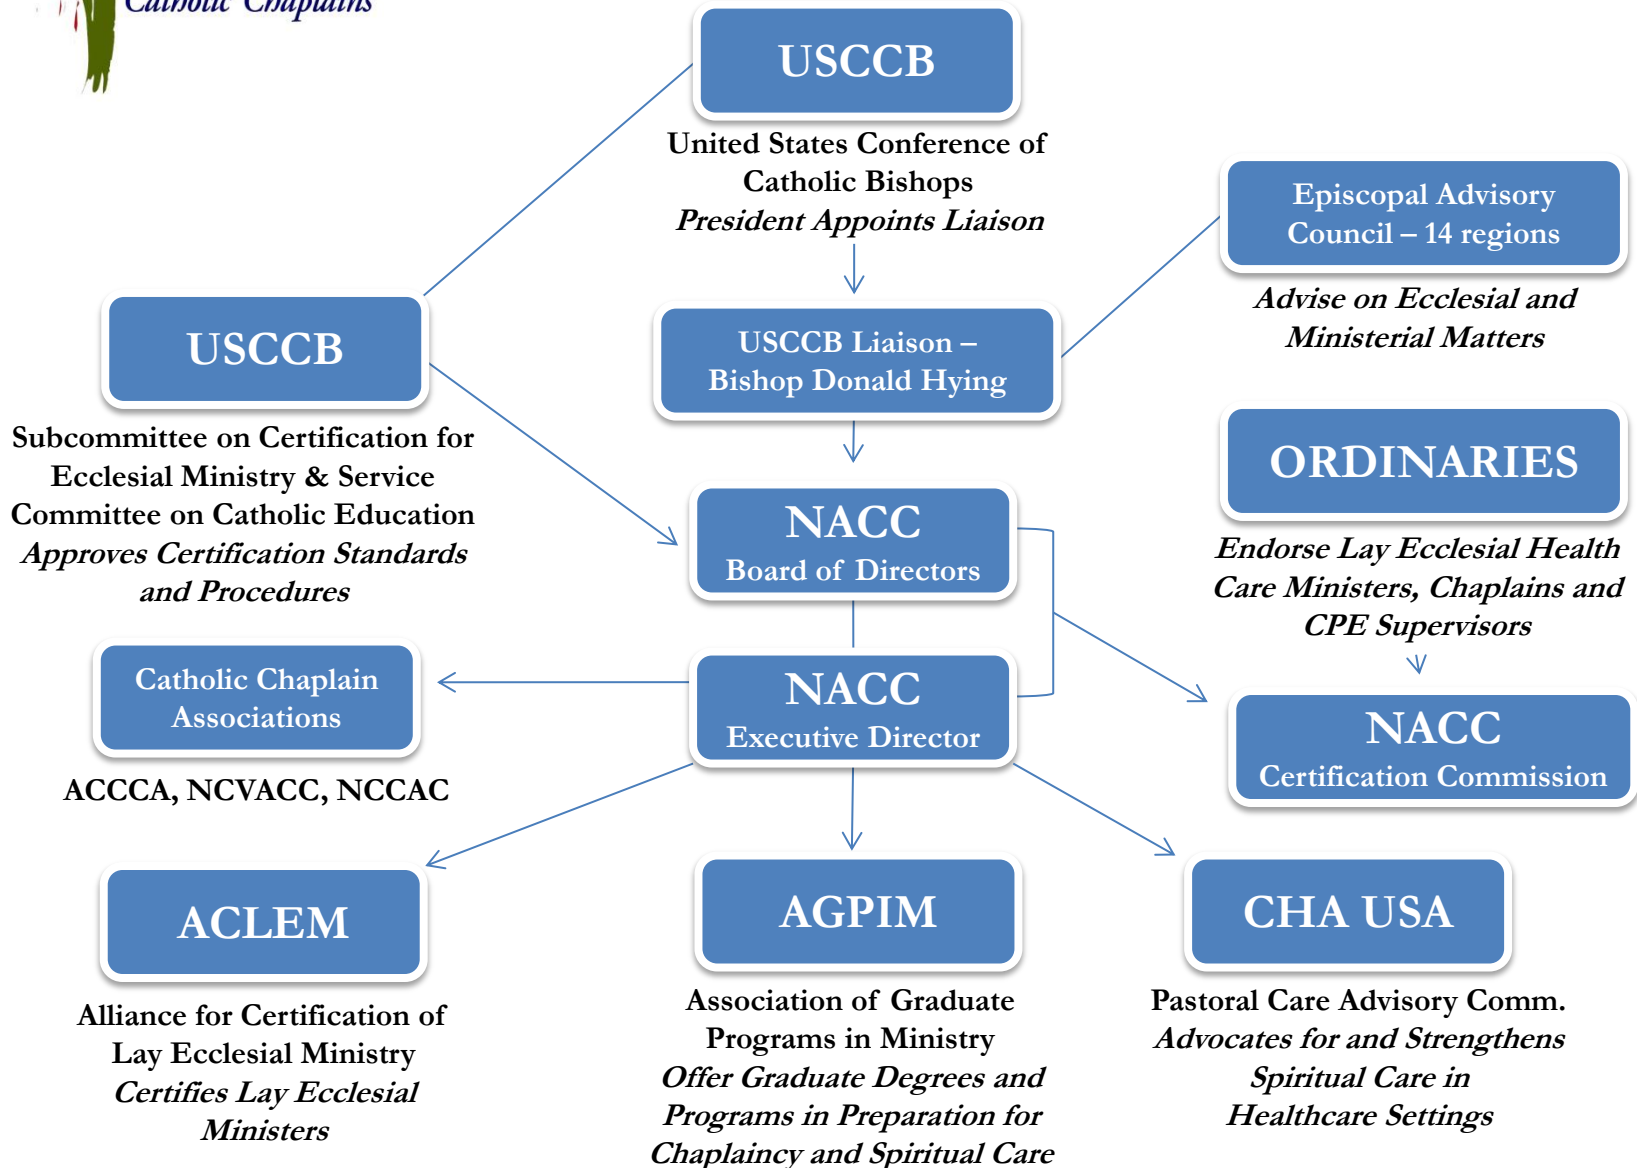 Catholic Chaplains
USCCB
United States Conference of
Catholic Bishops
President Appoints Liaison
Episcopal Advisory
Council – 14 regions
Advise on Ecclesial and
Ministerial Matters
USCCB
Subcommittee on Certification for
Ecclesial Ministry & Service
Committee on Catholic Education
Approves Certification Standards
and Procedures
USCCB Liaison –
Bishop Donald Hying
ORDINARIES
Endorse Lay Ecclesial Health
Care Ministers, Chaplains and
CPE Supervisors
NACC
Board of Directors
Catholic Chaplain
Associations
ACCCA, NCVACC, NCCAC
NACC
Executive Director
NACC
Certification Commission
ACLEM
Alliance for Certification of
Lay Ecclesial Ministry
Certifies Lay Ecclesial
Ministers
AGPIM
Association of Graduate
Programs in Ministry
Offer Graduate Degrees and
Programs in Preparation for
Chaplaincy and Spiritual Care
CHA USA
Pastoral Care Advisory Comm.
Advocates for and Strengthens
Spiritual Care in
Healthcare Settings